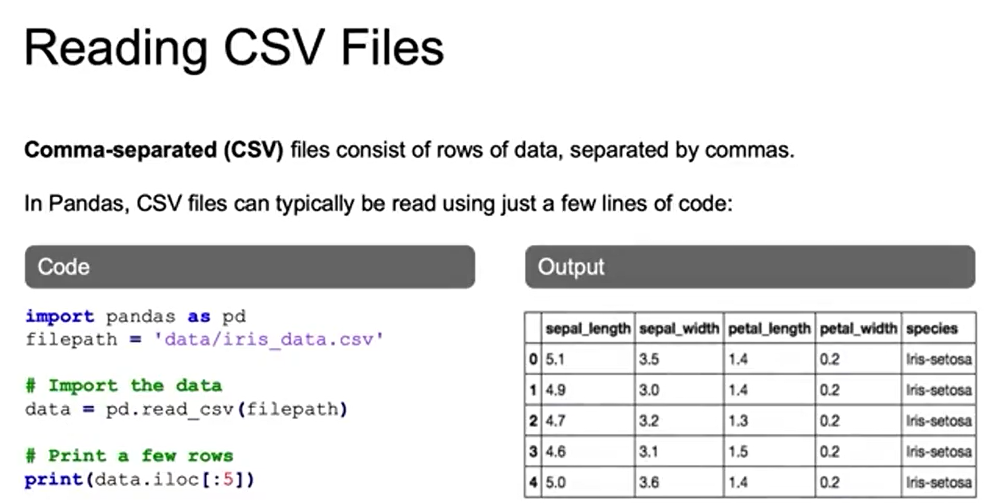 Reading CSV Files
Comma-separated (CSV) files consist of rows of data, separated by commas.
In Pandas, CSV files can typically be read using just a few lines of code:
Code
import pandas as pd
filepath = 'data/iris_data.csv'
# Import the data
data = pd.read_csv(filepath)
# Print a few rows
print(data.iloc[:5])
Output
sepal_length sepal_width petal_length petal_width species
0 5.1 3.5 1.4 0.2 Iris-setosa
1 4.9 3.0 1.4 0.2 Iris-setosa
2 4.7 3.2 1.3 0.2 Iris-setosa
3 4.6 3.1 1.5 0.2 Iris-setosa
4 5.0 3.6 1.4 0.2 Iris-setosa